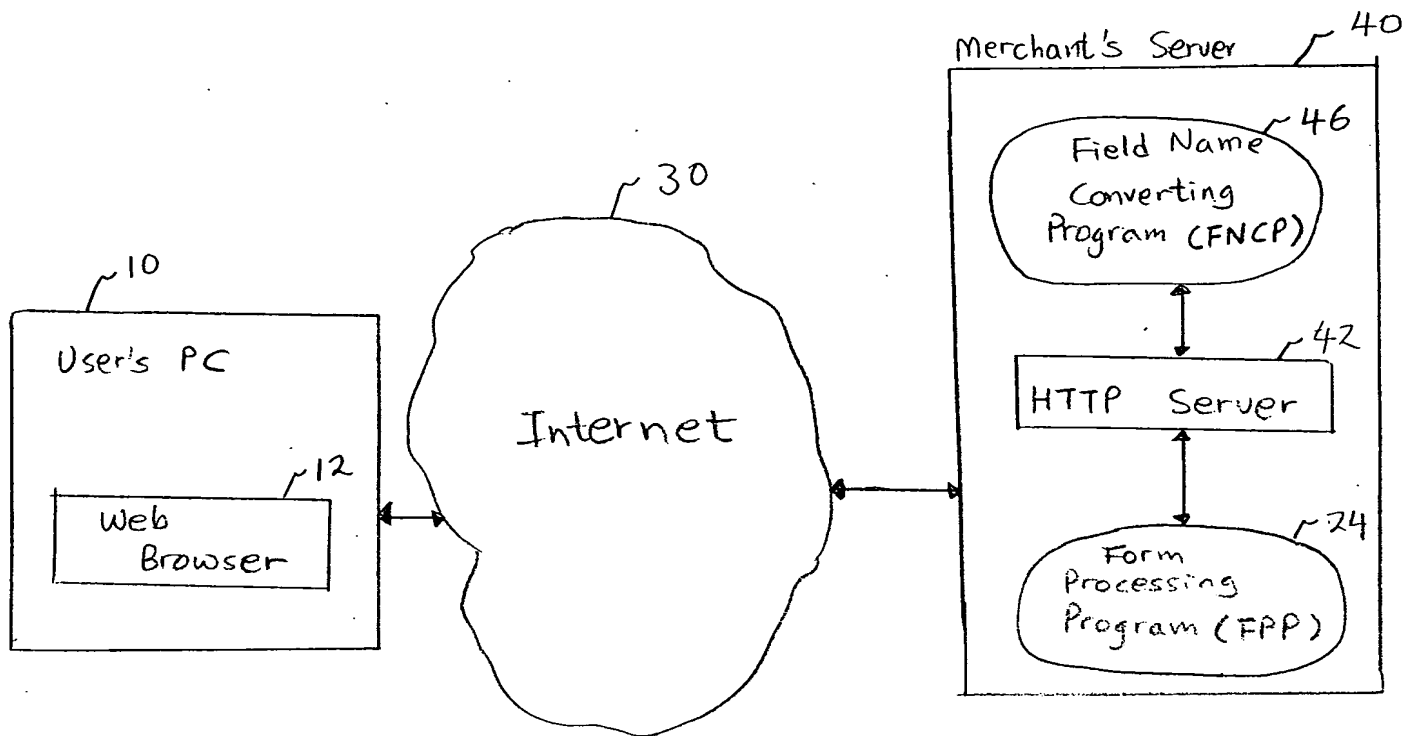 Merchant's Server
40
46
Field Name
Converting
Program (FNCP)
30
10
User's PC
42
HTTP Server
Internet
12
Web
Browser
24
Form
Processing
Program (FPP)